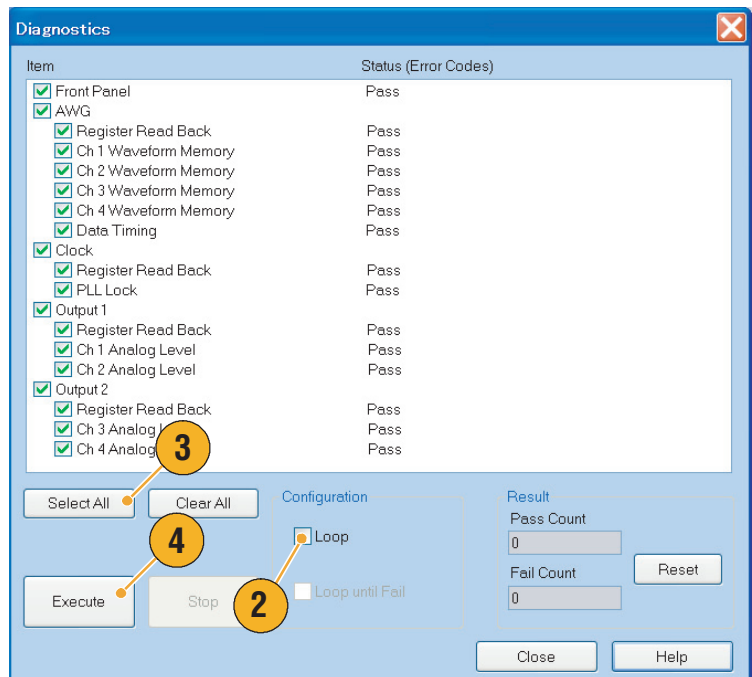 Diagnostics
Item Status (Error Codes)
Front Panel Pass
AWG
Register Read Back Pass
Ch 1 Waveform Memory Pass
Ch 2 Waveform Memory Pass
Ch 3 Waveform Memory Pass
Ch 4 Waveform Memory Pass
Data Timing Pass
Clock
Register Read Back Pass
PLL Lock Pass
Output 1
Register Read Back Pass
Ch 1 Analog Level Pass
Ch 2 Analog Level Pass
Output 2
Register Read Back Pass
Ch 3 Analog Pass
Ch 4 Analog Pass
3
Select All Clear All Configuration Result
Pass Count
4 Loop 0
Fail Count Reset
Execute Stop 2 Loop until Fail 0
Close Help